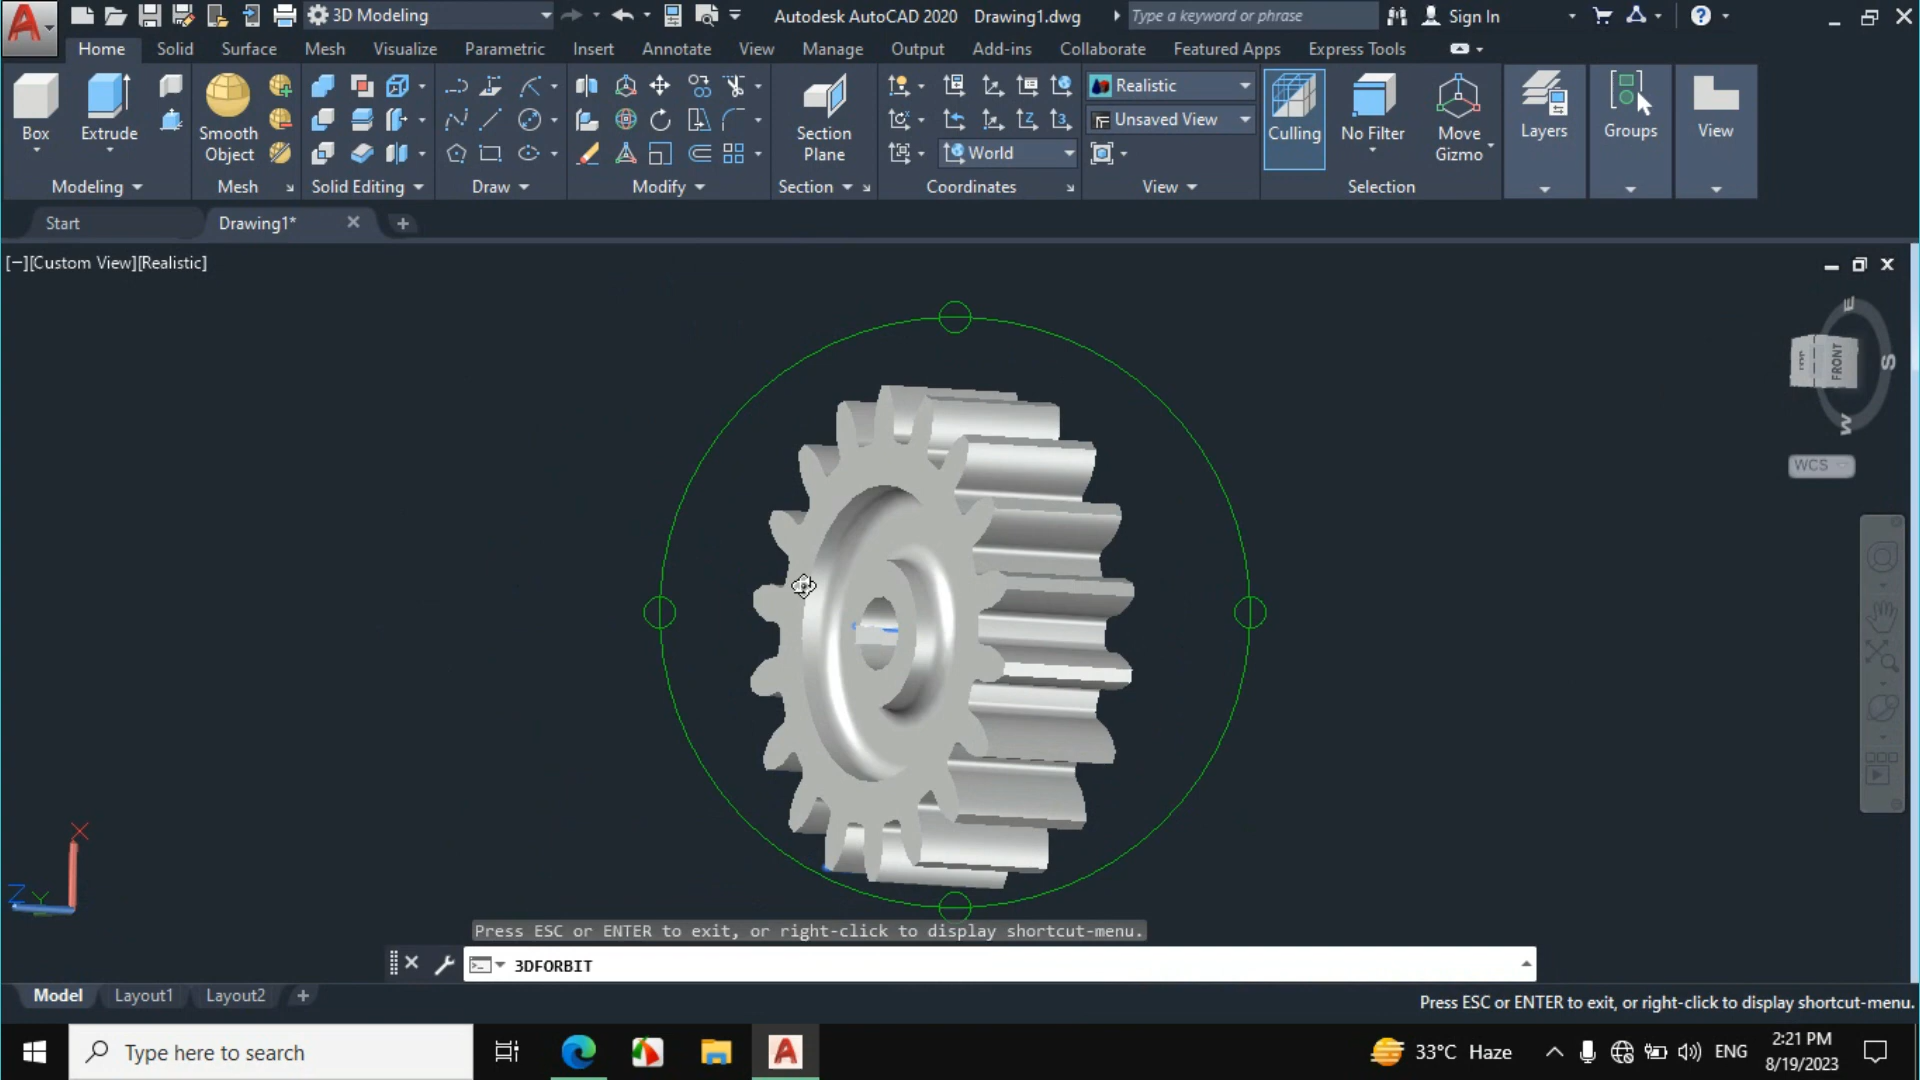 3D Modeling
Autodesk AutoCAD 2020 Drawing1.dwg
Type a keyword or phrase
Sign In
Home Solid Surface Mesh Visualize Parametric Insert Annotate View Manage Output Add-ins Collaborate Featured Apps Express Tools
Box
Extrude
Smooth Object
Section Plane
World
Realistic
Unsaved View
Culling
No Filter
Move Gizmo
Layers
Groups
View
Modeling
Mesh
Solid Editing
Draw
Modify
Section
Coordinates
View
Selection
Start
Drawing1*
[−][Custom View][Realistic]
E
FRONT
S
W
WCS
X
Z
Y
Press ESC or ENTER to exit, or right-click to display shortcut-menu.
3DFORBIT
Model
Layout1
Layout2
Press ESC or ENTER to exit, or right-click to display shortcut-menu.
Type here to search
33°C Haze
ENG
2:21 PM
8/19/2023